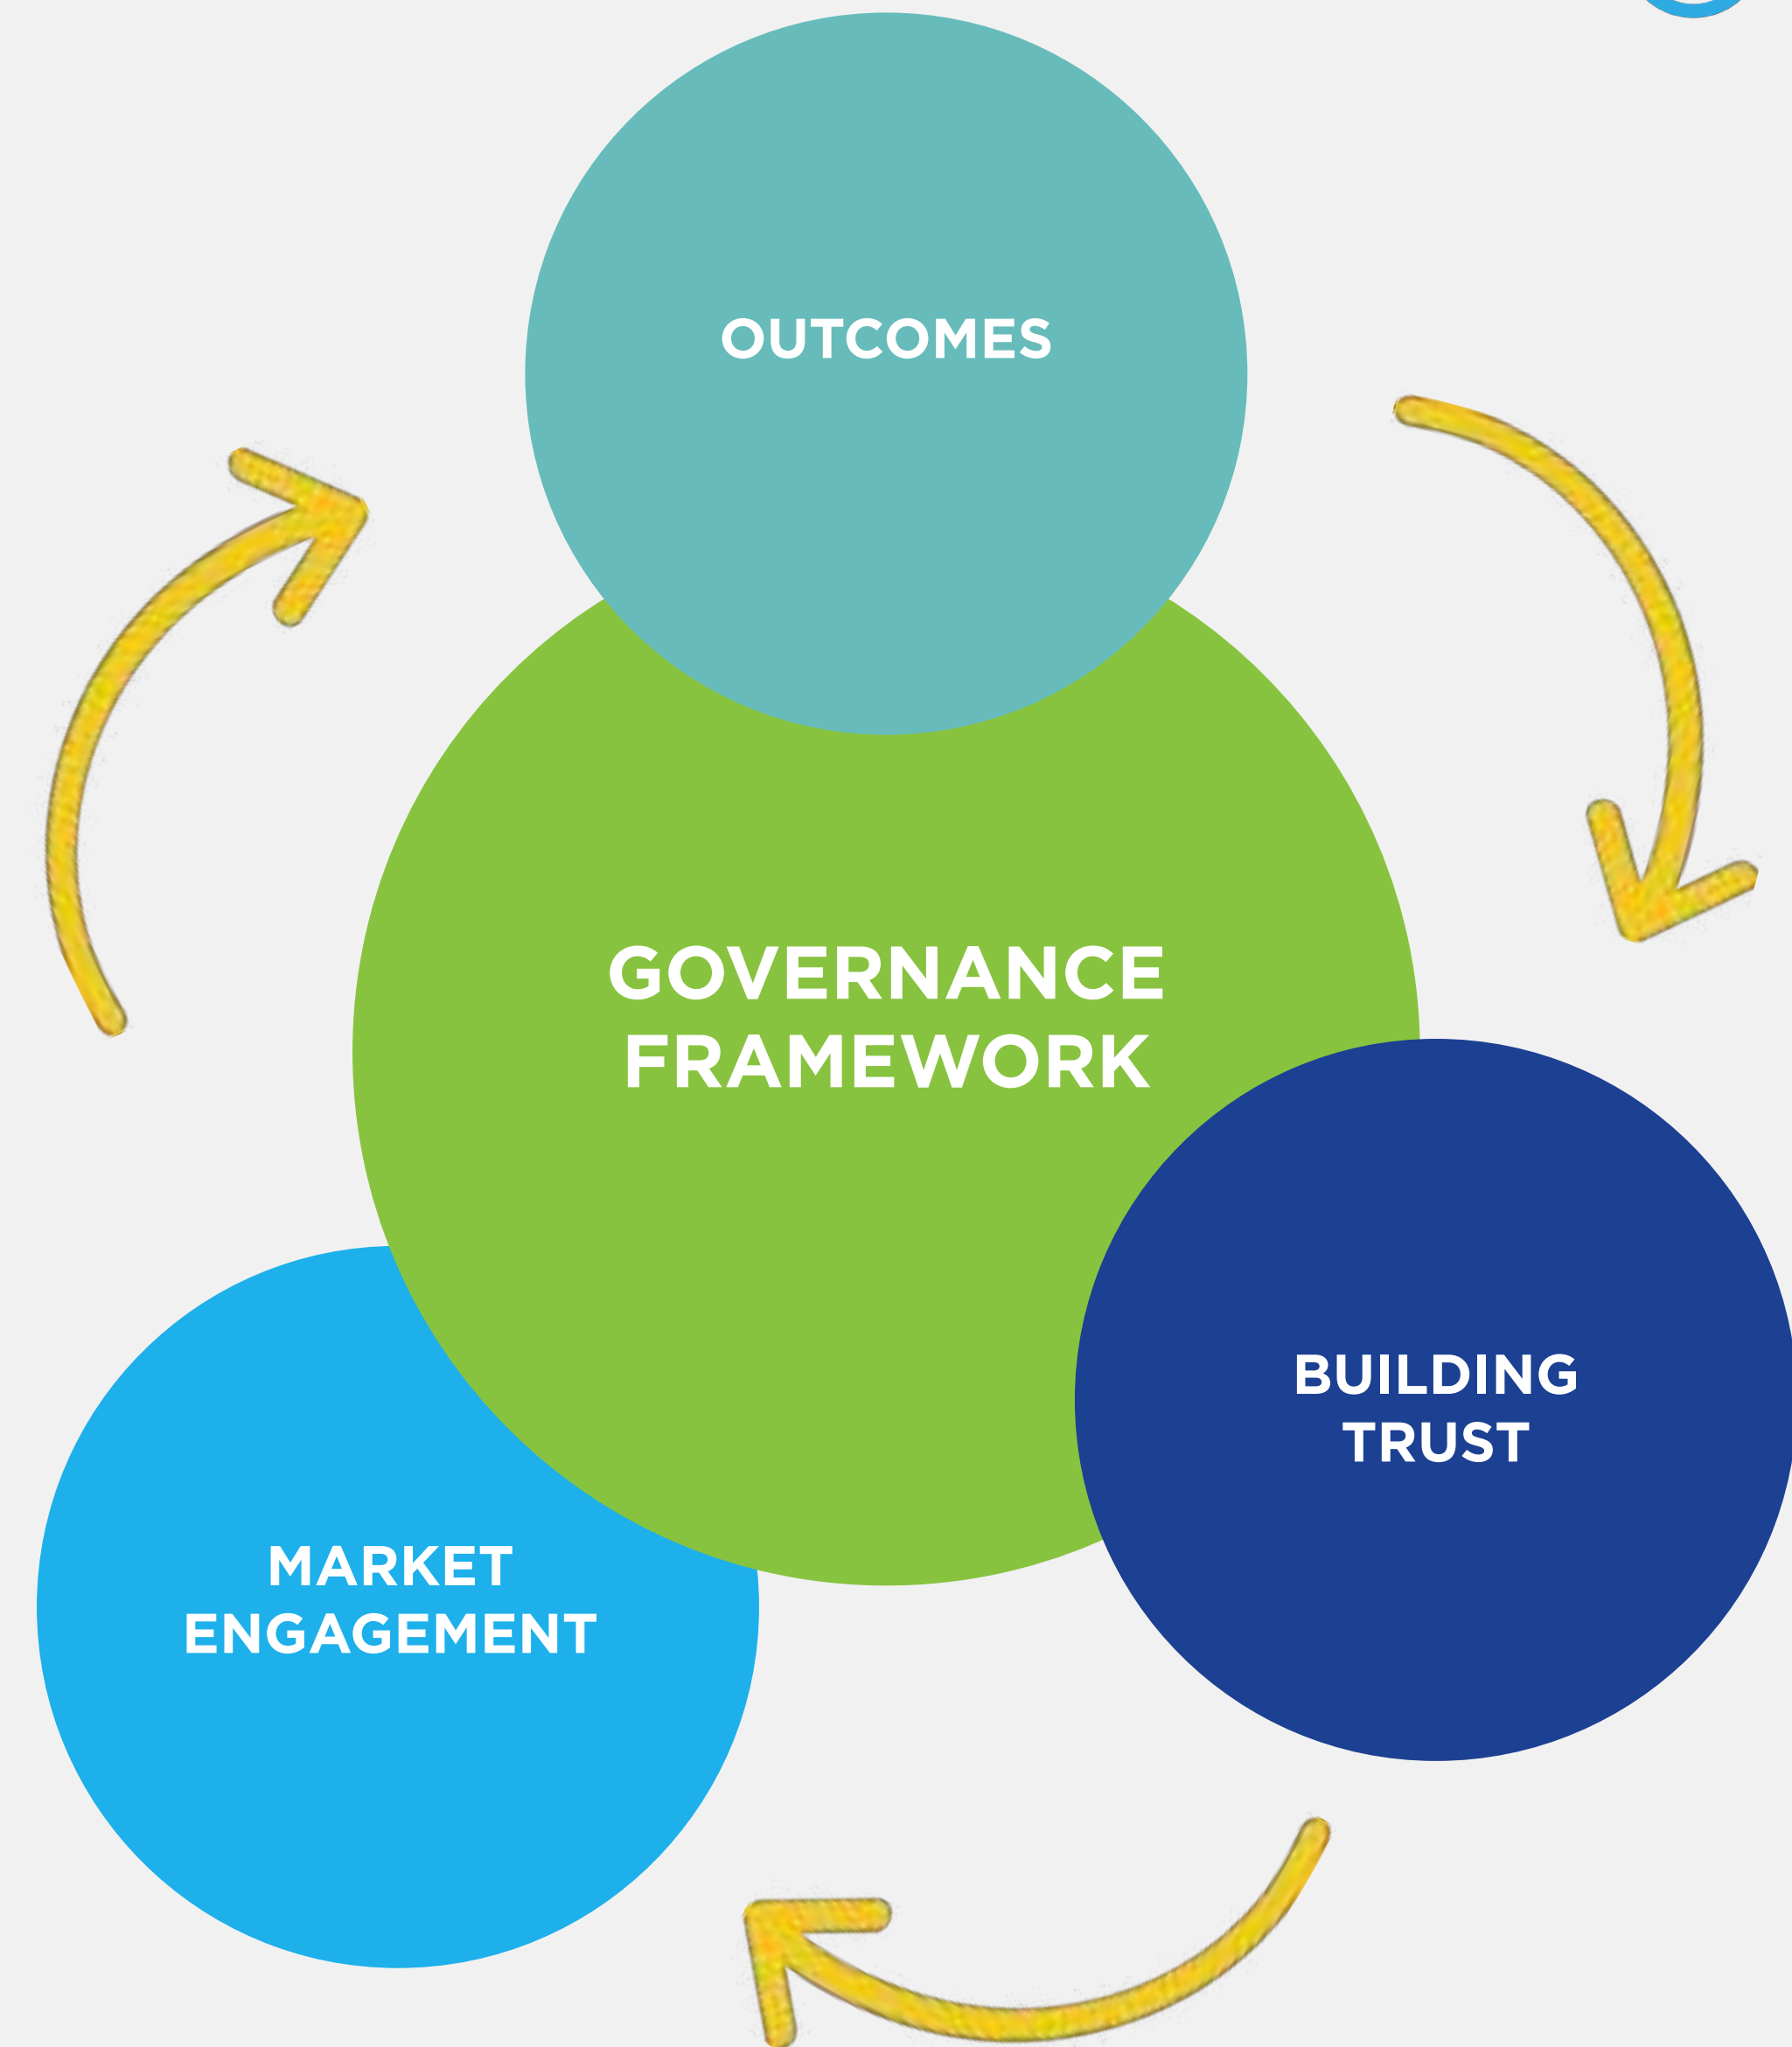 OUTCOMES
GOVERNANCE
FRAMEWORK
BUILDING
TRUST
MARKET
ENGAGEMENT